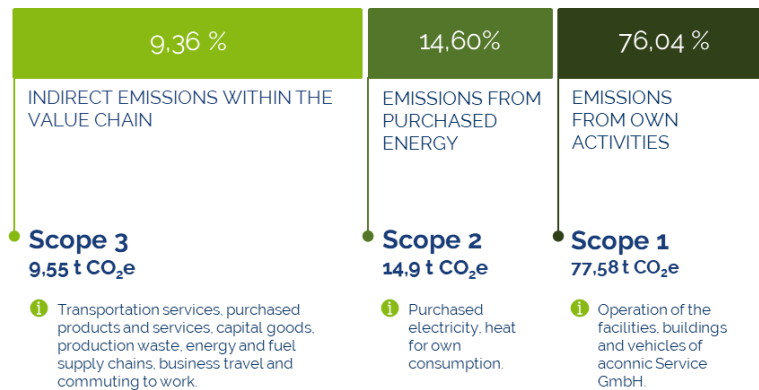 9,36 %
INDIRECT EMISSIONS WITHIN THE
VALUE CHAIN
Scope 3
9,55 t CO₂e
Transportation services, purchased
products and services, capital goods,
production waste, energy and fuel
supply chains, business travel and
commuting to work.
14,60%
EMISSIONS FROM
PURCHASED
ENERGY
Scope 2
14,9 t CO₂e
Purchased
electricity, heat
for own
consumption.
76,04 %
EMISSIONS
FROM OWN
ACTIVITIES
Scope 1
77,58 t CO₂e
Operation of the
facilities, buildings
and vehicles of
aconnic Service
GmbH.